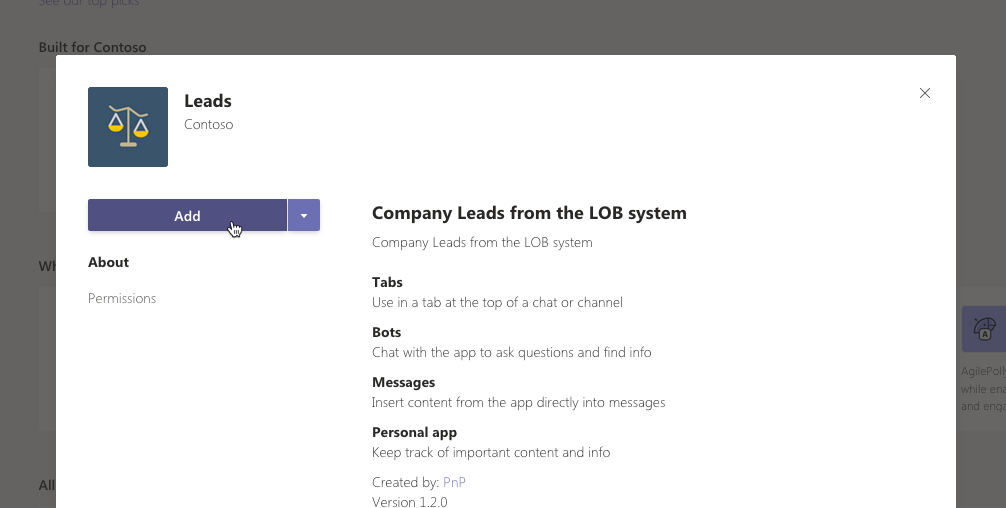 See our top picks
Built for Contoso
Leads
Contoso
Add
About
Permissions
Company Leads from the LOB system
Company Leads from the LOB system
Tabs
Use in a tab at the top of a chat or channel
Bots
Chat with the app to ask questions and find info
Messages
Insert content from the app directly into messages
Personal app
Keep track of important content and info
Created by: PnP
Version 1.2.0
Wh
All
A
AgilePolly
while ena
and enga